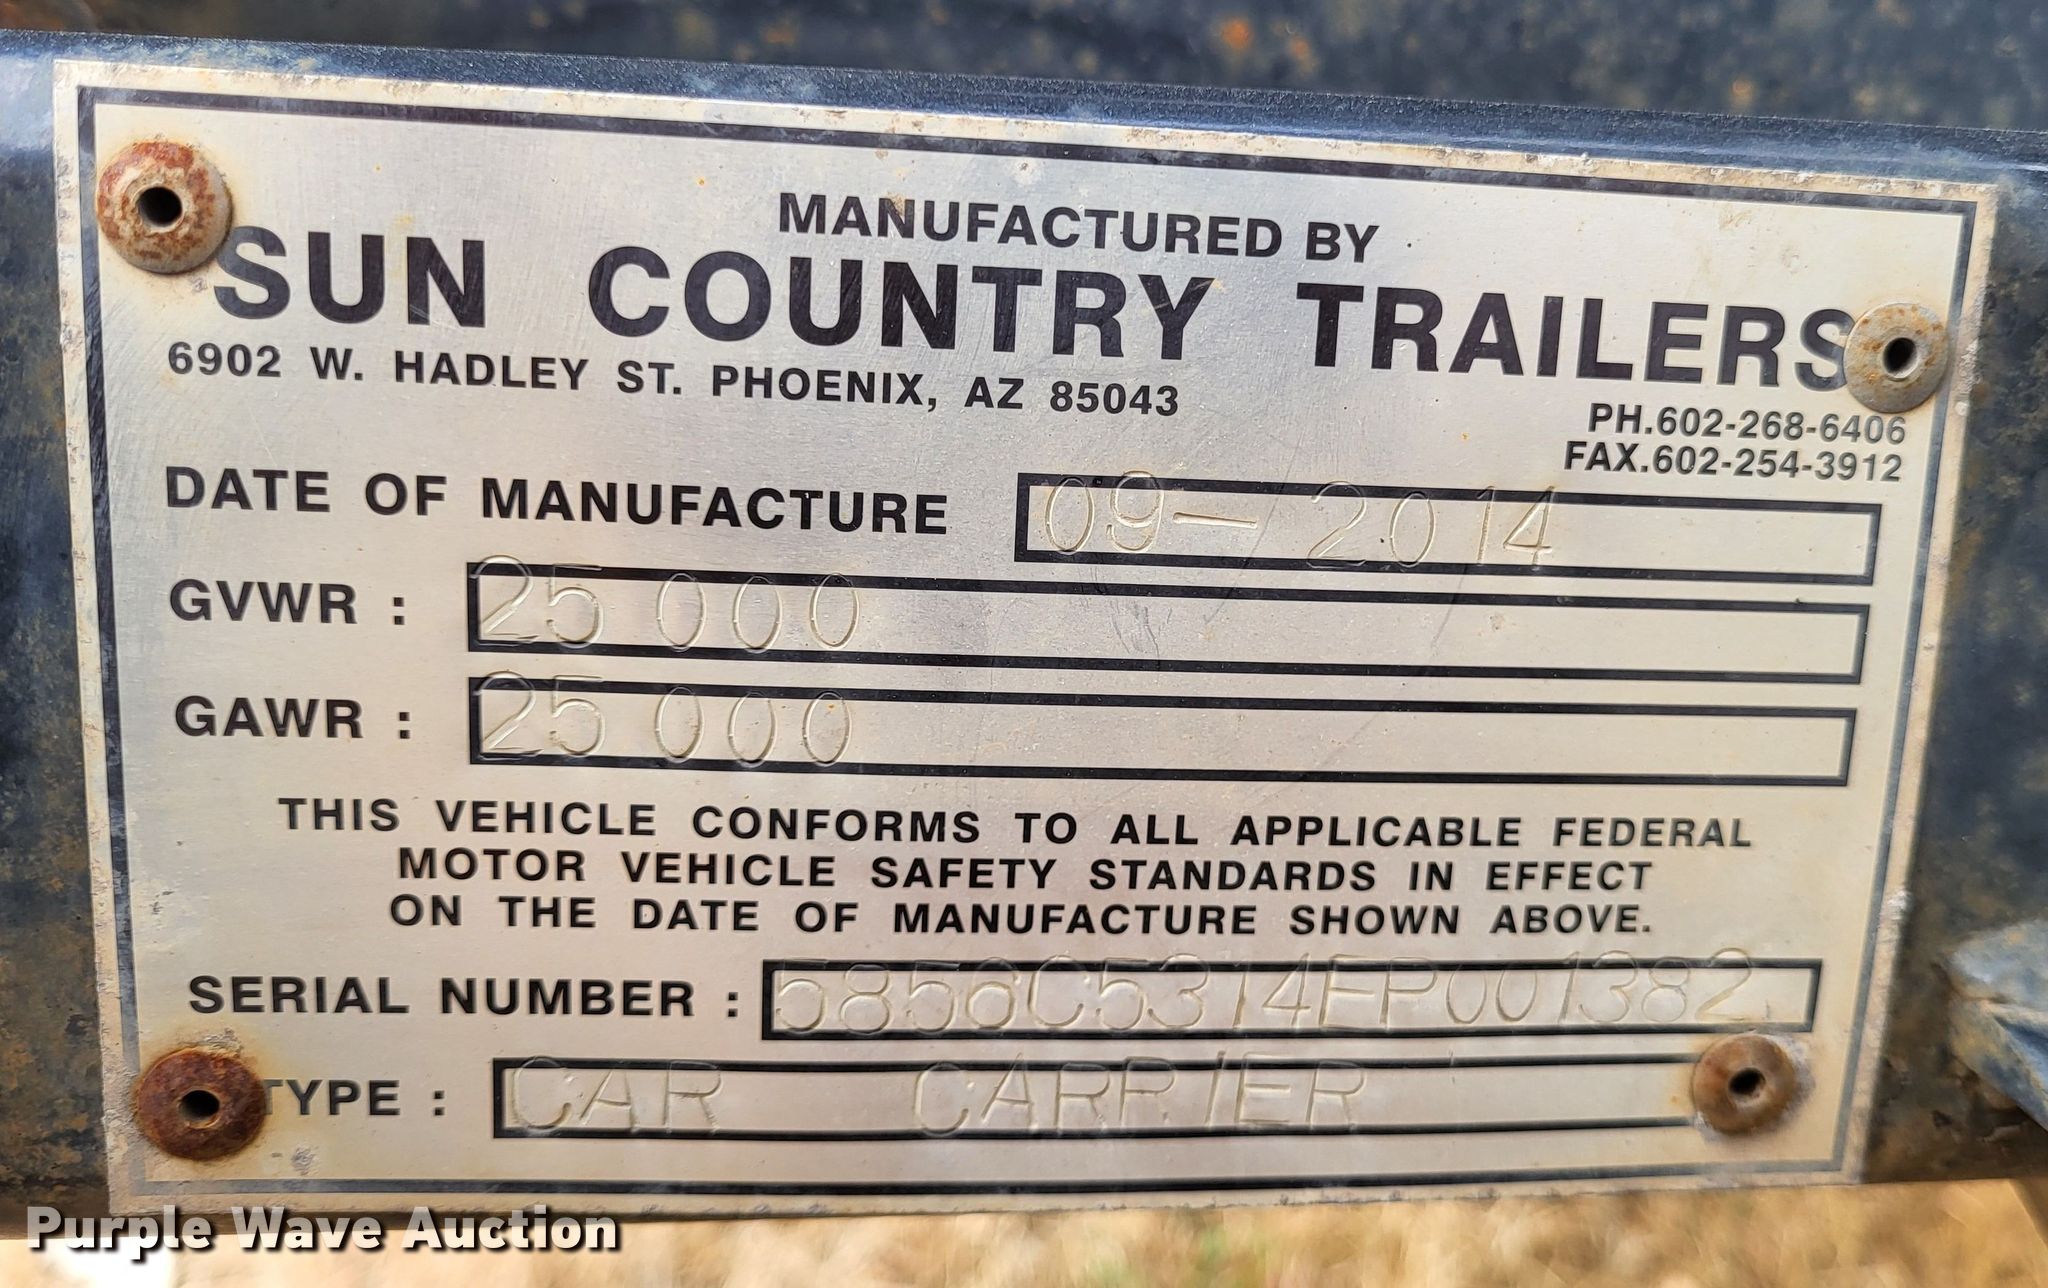 MANUFACTURED BY
SUN COUNTRY TRAILERS
6902 W. HADLEY ST. PHOENIX, AZ 85043
PH.602-268-6406
FAX.602-254-3912
DATE OF MANUFACTURE 09-2014
GVWR : 25 000
GAWR : 25 000
THIS VEHICLE CONFORMS TO ALL APPLICABLE FEDERAL
MOTOR VEHICLE SAFETY STANDARDS IN EFFECT
ON THE DATE OF MANUFACTURE SHOWN ABOVE.
SERIAL NUMBER : 5856C5314EP001382
TYPE : CAR CARRIER
Purple Wave Auction